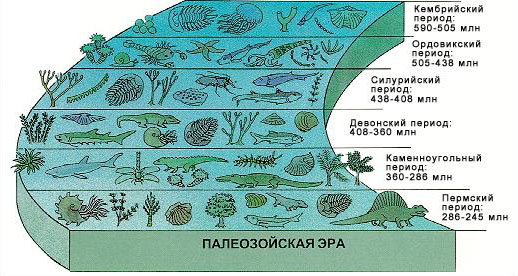 Кембрийский
период:
590-505 млн
Ордовикский
период:
505-438 млн
Силурийский
период:
438-408 млн
Девонский период:
408-360 млн
Каменноугольный
период:
360-286 млн
Пермский
период:
286-245 млн
ПАЛЕОЗОЙСКАЯ ЭРА